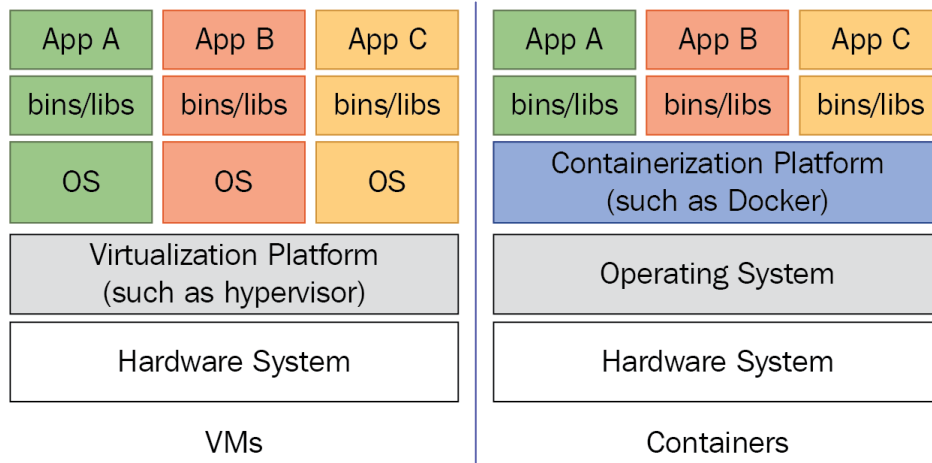 App A
App B
App C
bins/libs
bins/libs
bins/libs
OS
OS
OS
Virtualization Platform
(such as hypervisor)
Hardware System
VMs
App A
App B
App C
bins/libs
bins/libs
bins/libs
Containerization Platform
(such as Docker)
Operating System
Hardware System
Containers